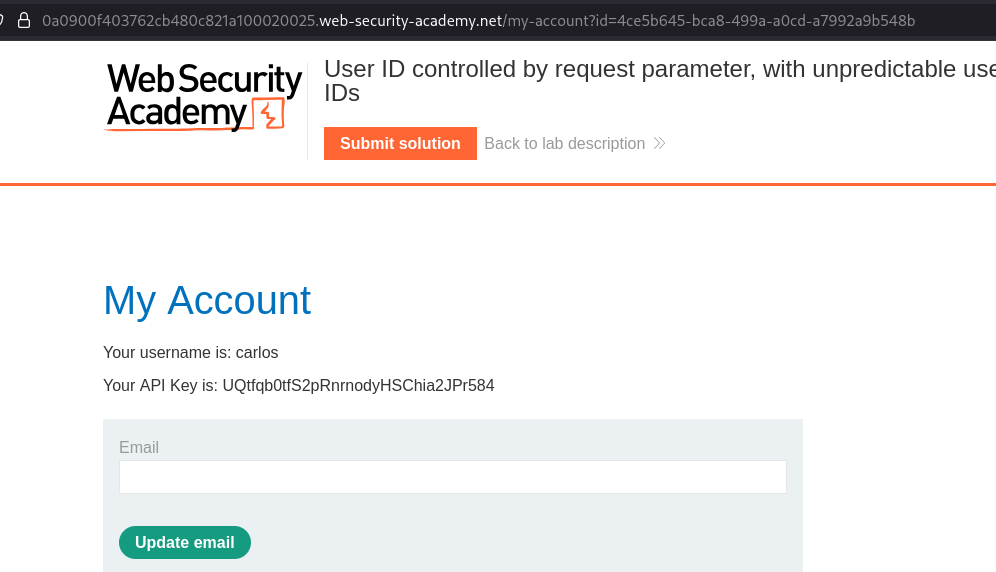 0a0900f403762cb480c821a100020025.web-security-academy.net/my-account?id=4ce5b645-bca8-499a-a0cd-a7992a9b548b
Web Security
Academy
User ID controlled by request parameter, with unpredictable use
IDs
Submit solution
Back to lab description
My Account
Your username is: carlos
Your API Key is: UQtfqb0tfS2pRnrnodyHSChia2JPr584
Email
Update email